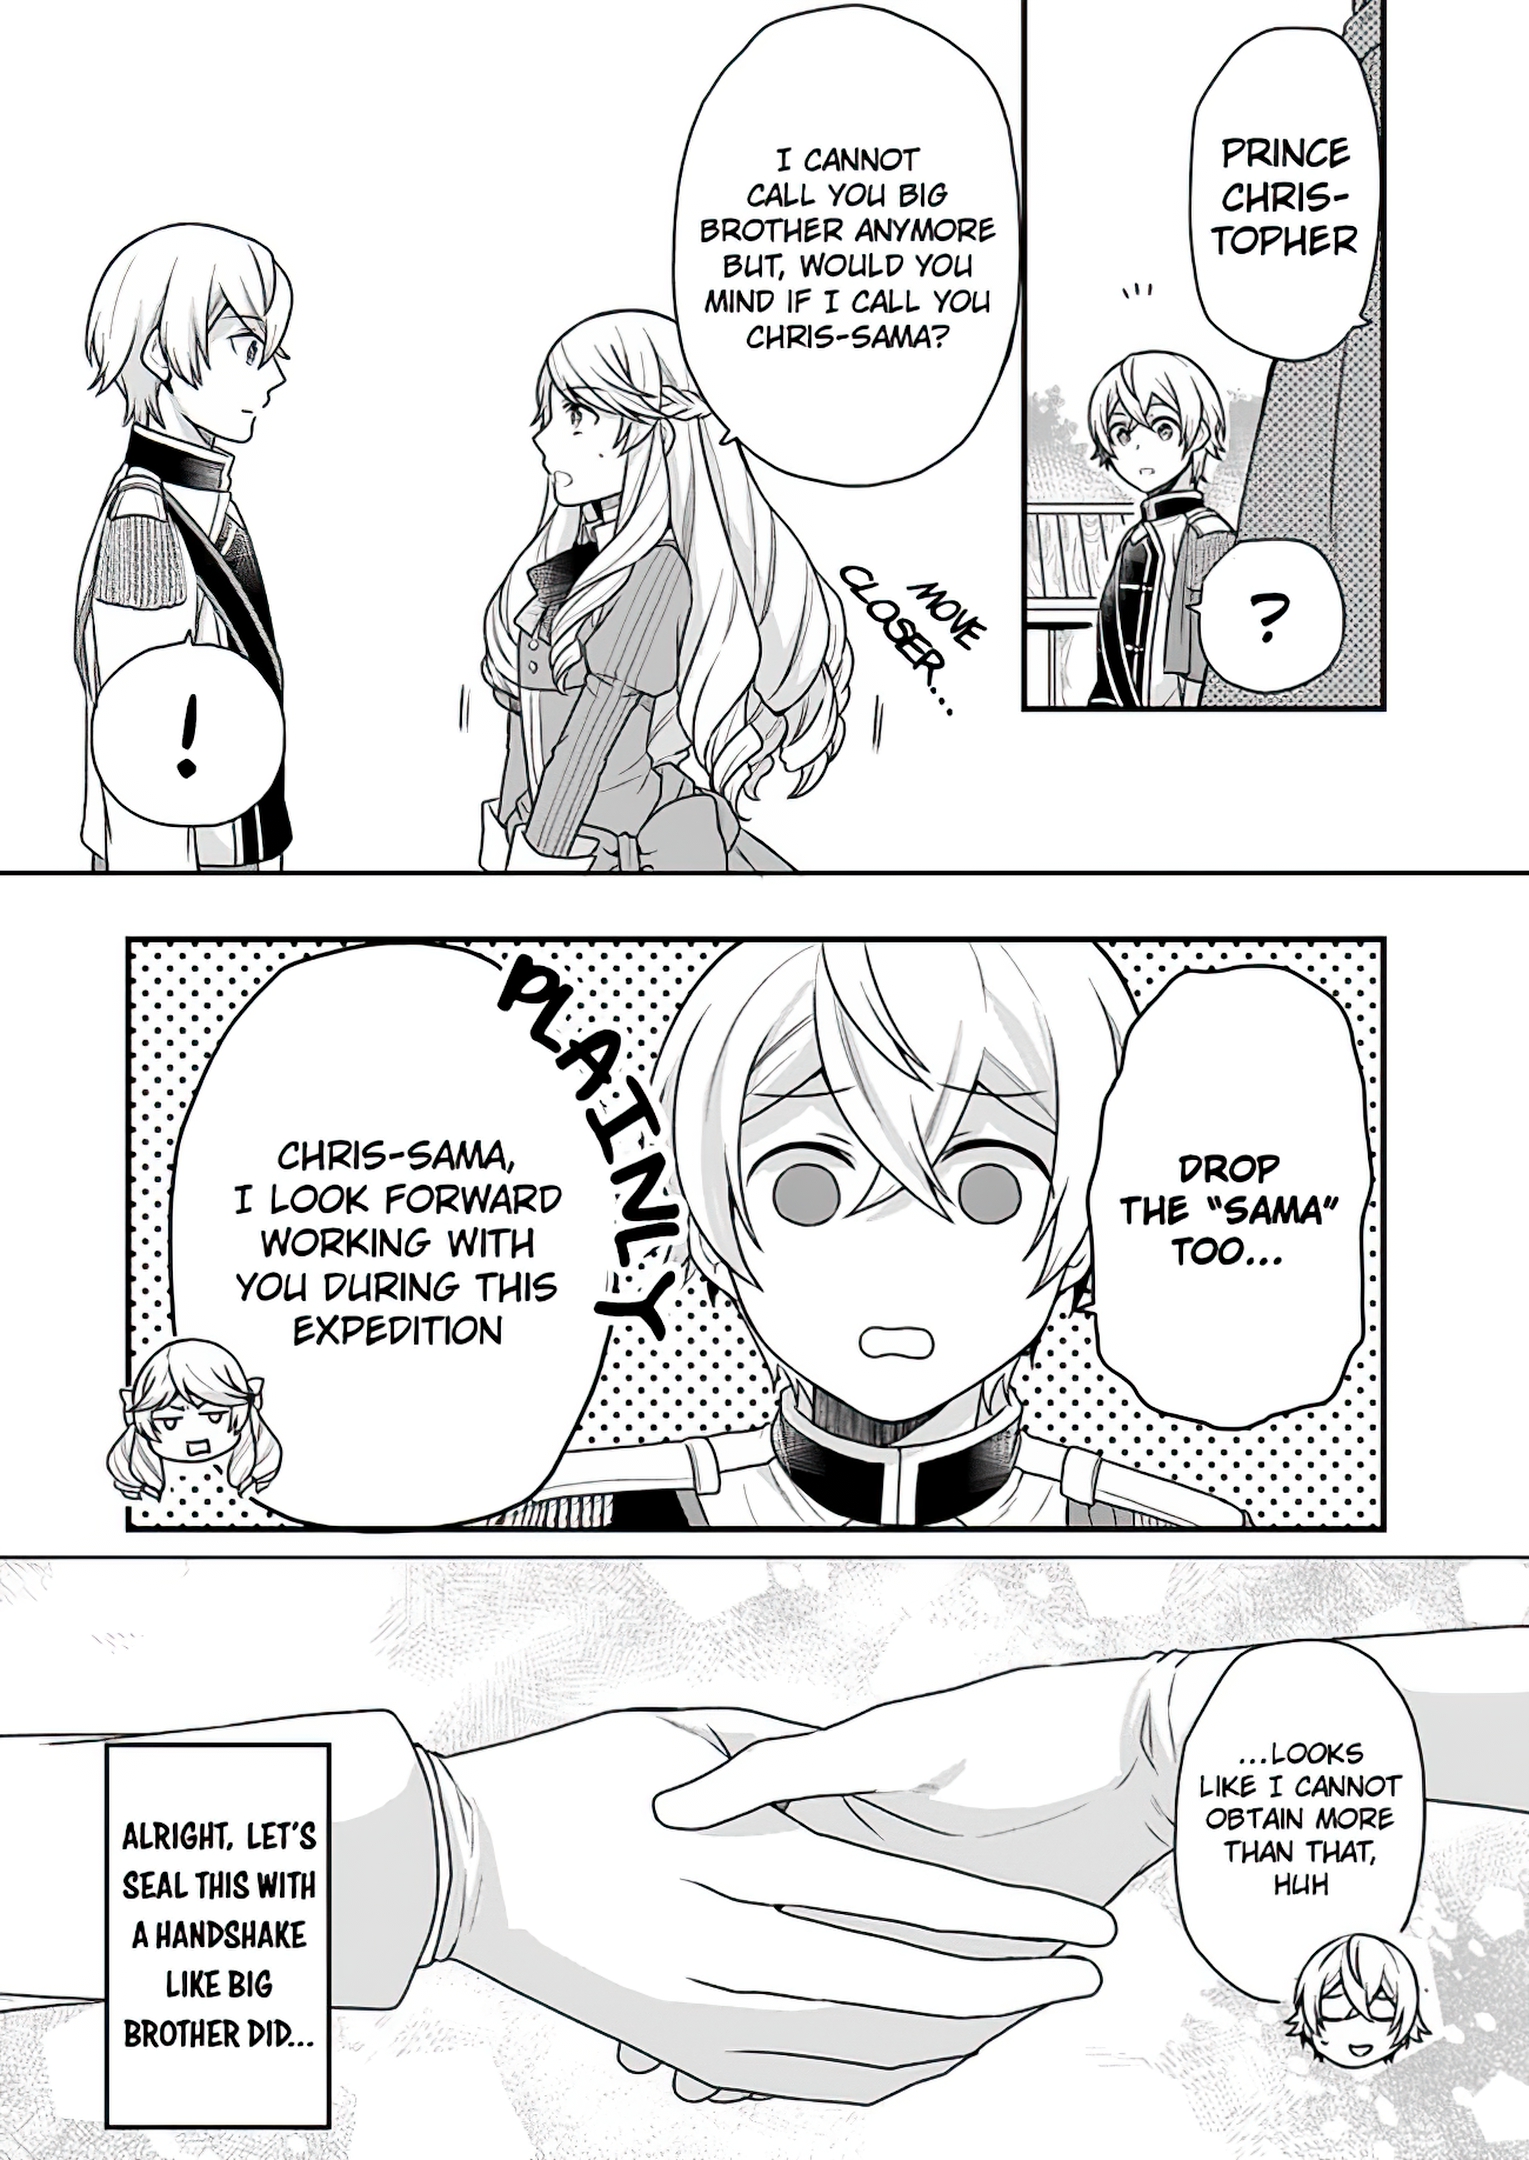 PRINCE
CHRIS-
TOPHER
?
I CANNOT
CALL YOU BIG
BROTHER ANYMORE
BUT, WOULD YOU
MIND IF I CALL YOU
CHRIS-SAMA?
MOVE
CLOSER...
!
DROP
THE "SAMA"
TOO...
PLAINLY
CHRIS-SAMA,
I LOOK FORWARD
WORKING WITH
YOU DURING THIS
EXPEDITION
...LOOKS
LIKE I CANNOT
OBTAIN MORE
THAN THAT,
HUH
ALRIGHT, LET'S
SEAL THIS WITH
A HANDSHAKE
LIKE BIG
BROTHER DID...